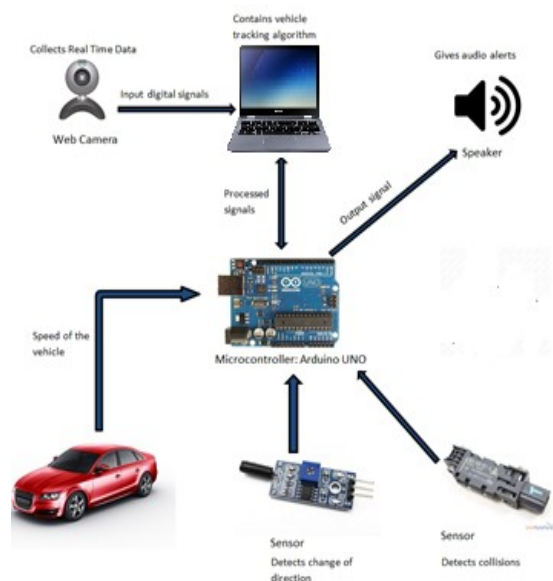 Contains vehicle
tracking algorithm
Collects Real Time Data
Gives audio alerts
Input digital signals
Web Camera
Speaker
Processed
signals
Output signal
UNO
Speed of the
vehicle
Microcontroller: Arduino UNO
Sensor
Detects change of
direction
Sensor
Detects collisions